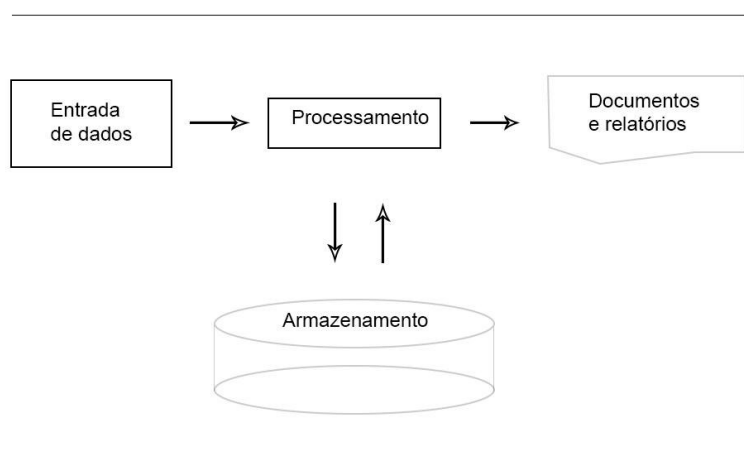 Entrada
de dados
Processamento
Documentos
e relatórios
Armazenamento